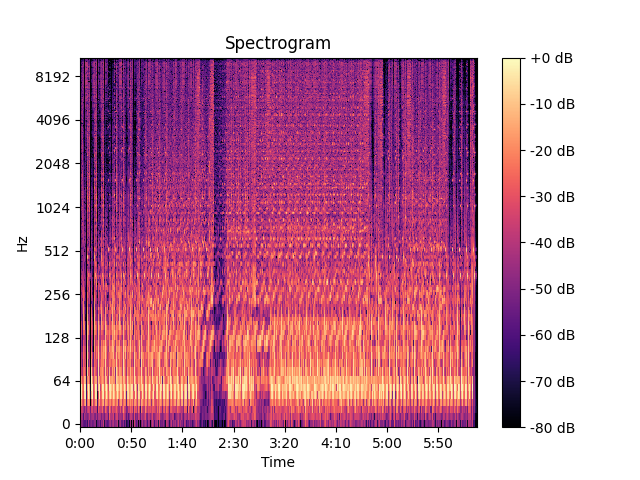 Spectrogram
Hz
8192
4096
2048
1024
512
256
128
64
0
0:00 0:50 1:40 2:30 3:20 4:10 5:00 5:50
Time
+0 dB
-10 dB
-20 dB
-30 dB
-40 dB
-50 dB
-60 dB
-70 dB
-80 dB